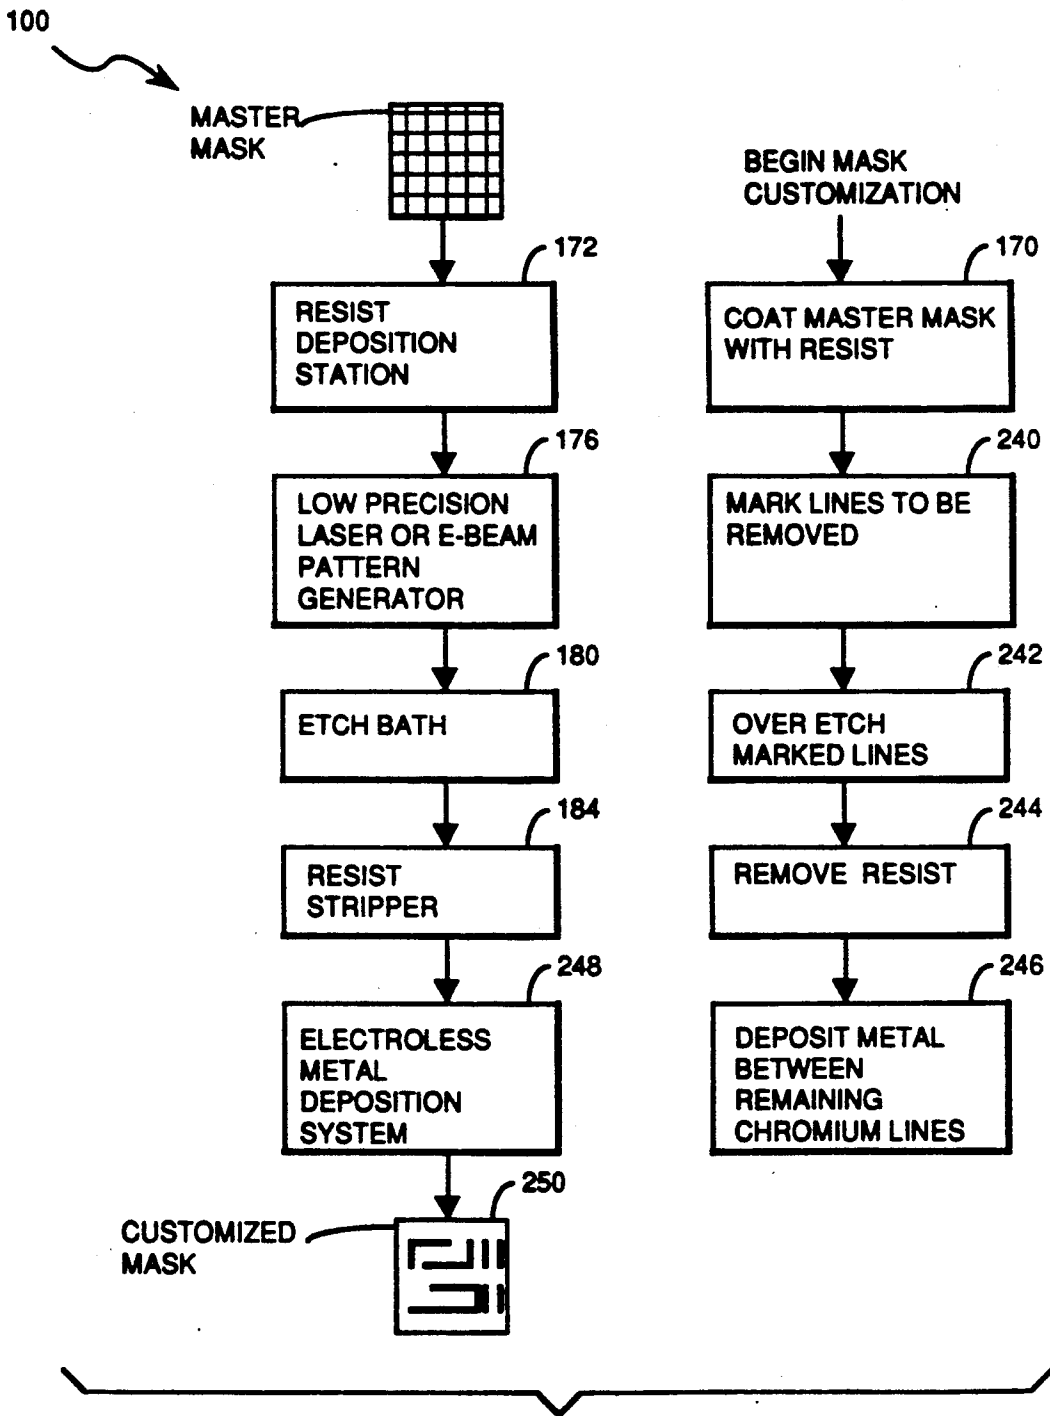 100
MASTER
MASK
172
RESIST
DEPOSITION
STATION
176
LOW PRECISION
LASER OR E-BEAM
PATTERN
GENERATOR
180
ETCH BATH
184
RESIST
STRIPPER
248
ELECTROLESS
METAL
DEPOSITION
SYSTEM
250
CUSTOMIZED
MASK
BEGIN MASK
CUSTOMIZATION
170
COAT MASTER MASK
WITH RESIST
240
MARK LINES TO BE
REMOVED
242
OVER ETCH
MARKED LINES
244
REMOVE RESIST
246
DEPOSIT METAL
BETWEEN
REMAINING
CHROMIUM LINES